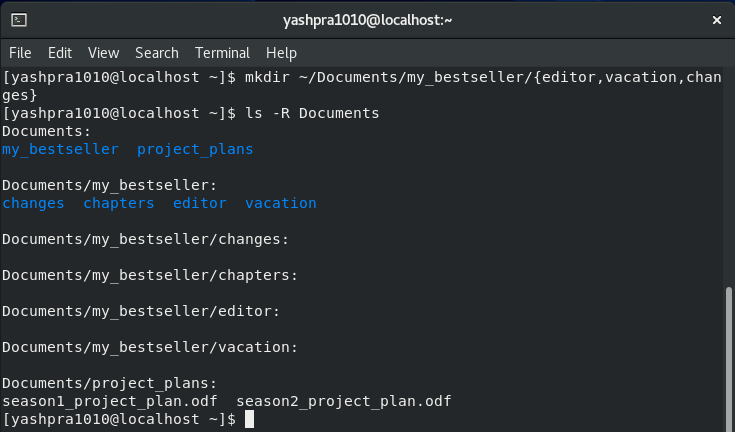 yashpra1010@localhost:~
File Edit View Search Terminal Help
[yashpra1010@localhost ~]$ mkdir ~/Documents/my_bestseller/{editor,vacation,chan
ges}
[yashpra1010@localhost ~]$ ls -R Documents
Documents:
my_bestseller  project_plans
Documents/my_bestseller:
changes  chapters  editor  vacation
Documents/my_bestseller/changes:
Documents/my_bestseller/chapters:
Documents/my_bestseller/editor:
Documents/my_bestseller/vacation:
Documents/project_plans:
season1_project_plan.odf  season2_project_plan.odf
[yashpra1010@localhost ~]$